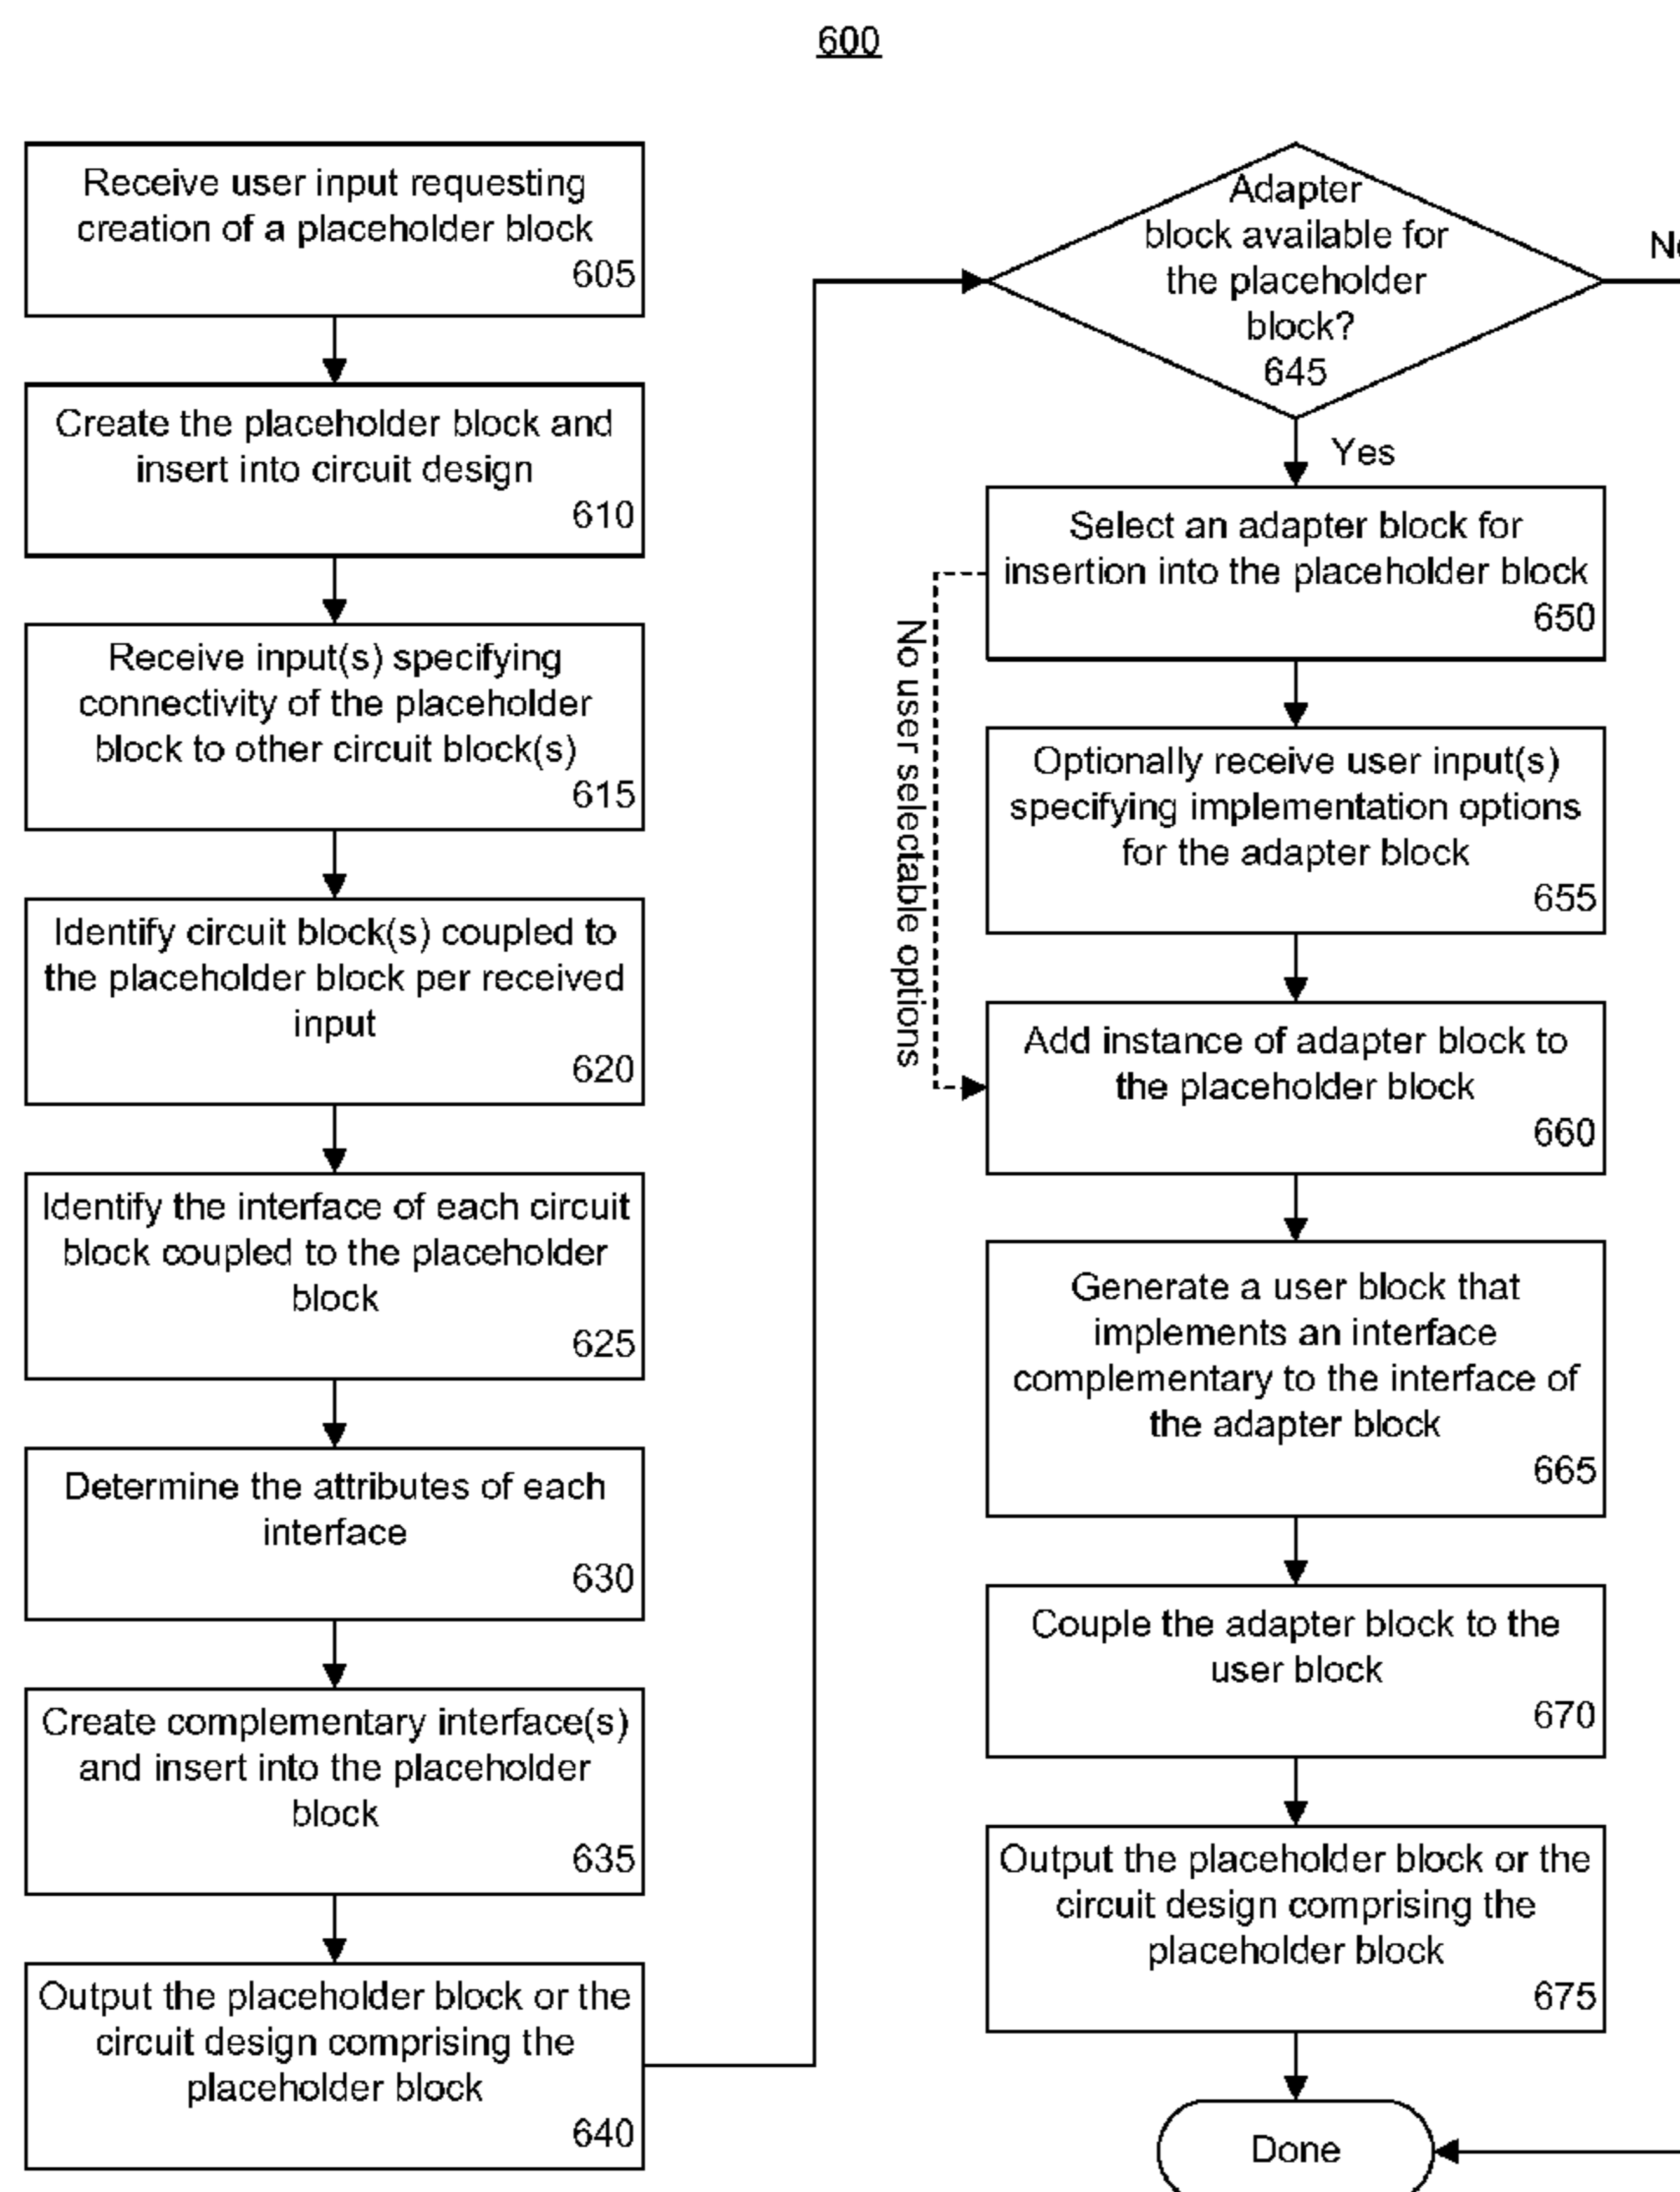 600
Receive user input requesting
creation of a placeholder block
605
Create the placeholder block and
insert into circuit design
610
Receive input(s) specifying
connectivity of the placeholder
block to other circuit block(s)
615
Identify circuit block(s) coupled to
the placeholder block per received
input
620
Identify the interface of each circuit
block coupled to the placeholder
block
625
Determine the attributes of each
interface
630
Create complementary interface(s)
and insert into the placeholder
block
635
Output the placeholder block or the
circuit design comprising the
placeholder block
640
Adapter
block available for
the placeholder
block?
645
Yes
Select an adapter block for
insertion into the placeholder block
650
No user selectable options
Optionally receive user input(s)
specifying implementation options
for the adapter block
655
Add instance of adapter block to
the placeholder block
660
Generate a user block that
implements an interface
complementary to the interface of
the adapter block
665
Couple the adapter block to the
user block
670
Output the placeholder block or the
circuit design comprising the
placeholder block
675
Done